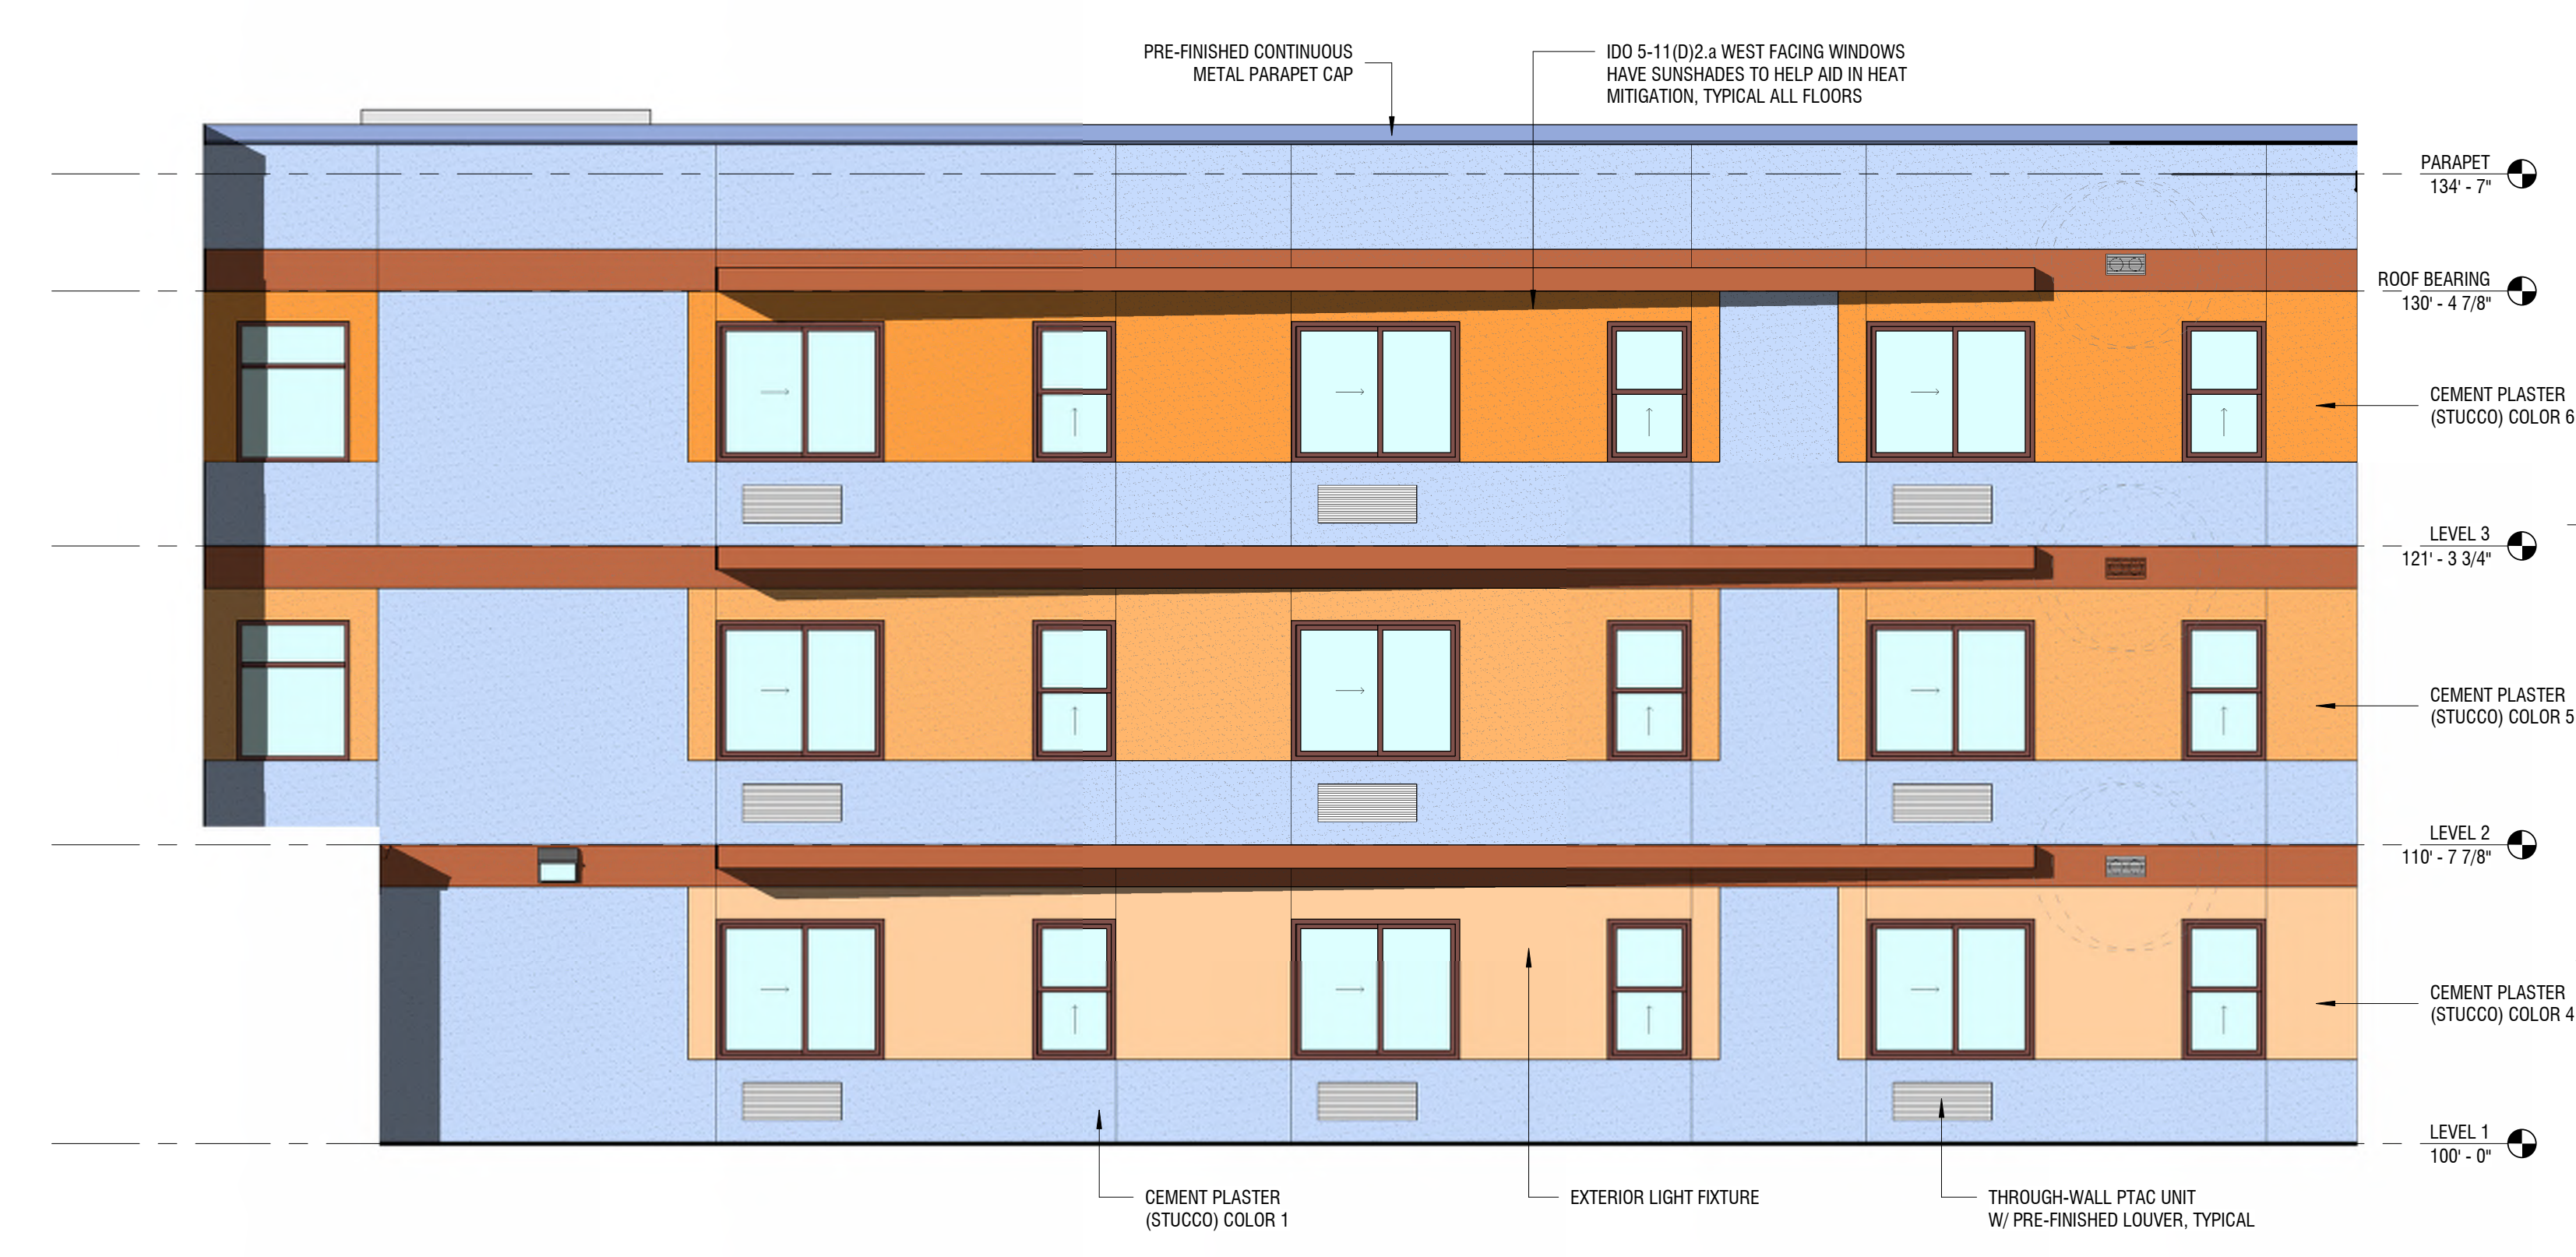 PRE-FINISHED CONTINUOUS
METAL PARAPET CAP
IDO 5-11(D)2.a WEST FACING WINDOWS
HAVE SUNSHADES TO HELP AID IN HEAT
MITIGATION, TYPICAL ALL FLOORS
PARAPET
134' - 7"
ROOF BEARING
130' - 4 7/8"
CEMENT PLASTER
(STUCCO) COLOR 6
LEVEL 3
121' - 3 3/4"
CEMENT PLASTER
(STUCCO) COLOR 5
LEVEL 2
110' - 7 7/8"
CEMENT PLASTER
(STUCCO) COLOR 4
LEVEL 1
100' - 0"
CEMENT PLASTER
(STUCCO) COLOR 1
EXTERIOR LIGHT FIXTURE
THROUGH-WALL PTAC UNIT
W/ PRE-FINISHED LOUVER, TYPICAL